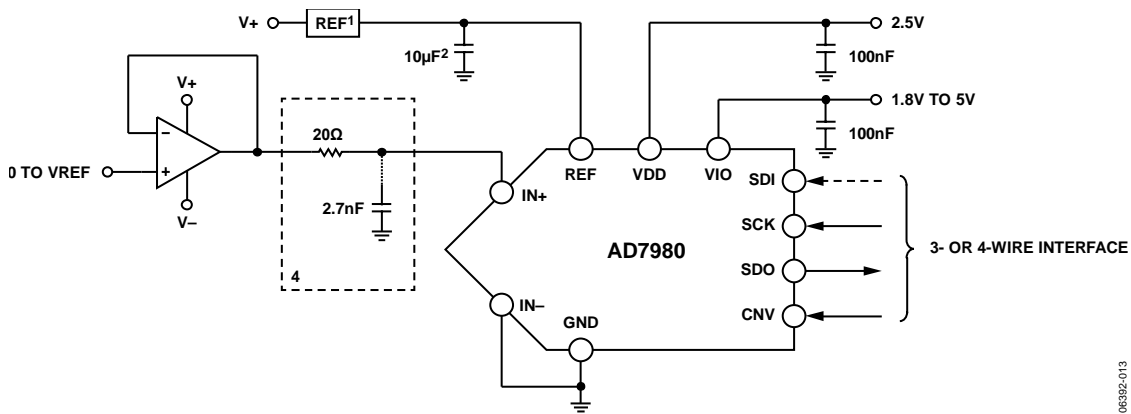 V+
REF1
10µF2
2.5V
100nF
1.8V TO 5V
100nF
V+
–
+
V–
0 TO VREF
20Ω
2.7nF
4
REF
VDD
VIO
IN+
IN–
GND
AD7980
SDI
SCK
SDO
CNV
3- OR 4-WIRE INTERFACE
06392-013